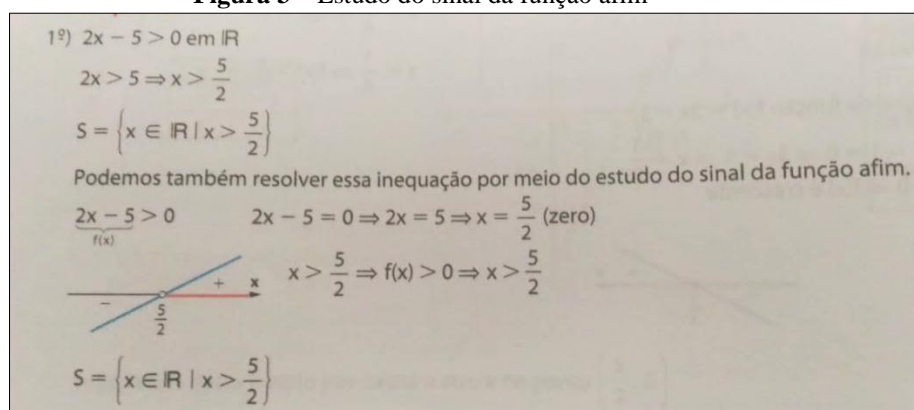 Figura 3 – Estudo do sinal da função afim
1º) 2x – 5 > 0 em ℝ
2x > 5 ⇒ x > 5/2
S = {x ∈ ℝ | x > 5/2}
Podemos também resolver essa inequação por meio do estudo do sinal da função afim.
2x – 5 > 0 2x – 5 = 0 ⇒ 2x = 5 ⇒ x = 5/2 (zero)
f(x)
+ x x > 5/2 ⇒ f(x) > 0 ⇒ x > 5/2
–
5/2
S = {x ∈ ℝ | x > 5/2}